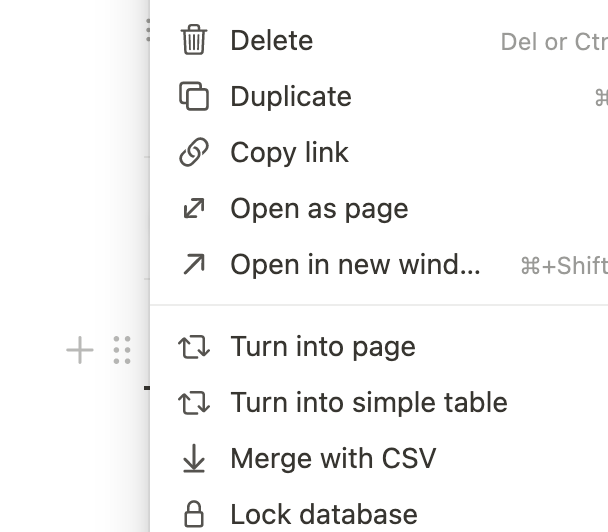 Delete Del or Ctr
Duplicate ⌘
Copy link
Open as page
Open in new wind... ⌘+Shift
Turn into page
Turn into simple table
Merge with CSV
Lock database